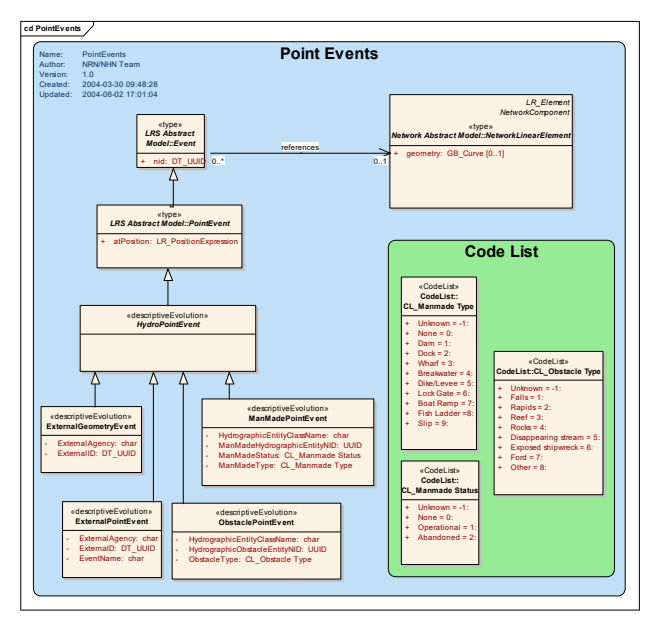 cd PointEvents
Point Events
Name: PointEvents
Author: NRN/NHN Team
Version: 1.0
Created: 2004-03-30 09:48:28
Updated: 2004-06-02 17:01:04
«type»
LRS Abstract
Model::Event
+ nid: DT_UUID
0..*
references
0..1
LR_Element
NetworkComponent
«type»
Network Abstract Model::NetworkLinearElement
+ geometry: GB_Curve [0..1]
«type»
LRS Abstract Model::PointEvent
+ atPosition: LR_PositionExpression
«descriptiveEvolution»
HydroPointEvent
«descriptiveEvolution»
ExternalGeometryEvent
- ExternalAgency: char
- ExternalID: DT_UUID
«descriptiveEvolution»
ManMadePointEvent
- HydrographicEntityClassName: char
- ManMadeHydrographicEntityNID: UUID
- ManMadeStatus: CL_Manmade Status
- ManMadeType: CL_Manmade Type
«descriptiveEvolution»
ExternalPointEvent
- ExternalAgency: char
- ExternalID: DT_UUID
- EventName: char
«descriptiveEvolution»
ObstaclePointEvent
- HydrographicEntityClassName: char
- HydrographicObstacleEntityNID: UUID
- ObstacleType: CL_Obstacle Type
Code List
«CodeList»
CodeList::
CL_Manmade Type
+ Unknown = -1:
+ None = 0:
+ Dam = 1:
+ Dock = 2:
+ Wharf = 3:
+ Breakwater = 4:
+ Dike/Levee = 5:
+ Lock Gate = 6:
+ Boat Ramp = 7:
+ Fish Ladder =8:
+ Slip = 9:
«CodeList»
CodeList::CL_Obstacle Type
+ Unknown = -1:
+ Falls = 1:
+ Rapids = 2:
+ Reef = 3:
+ Rocks = 4:
+ Disappearing stream = 5:
+ Exposed shipwreck = 6:
+ Ford = 7:
+ Other = 8:
«CodeList»
CodeList::
CL_Manmade Status
+ Unknown = -1:
+ None = 0:
+ Operational = 1:
+ Abandoned = 2: